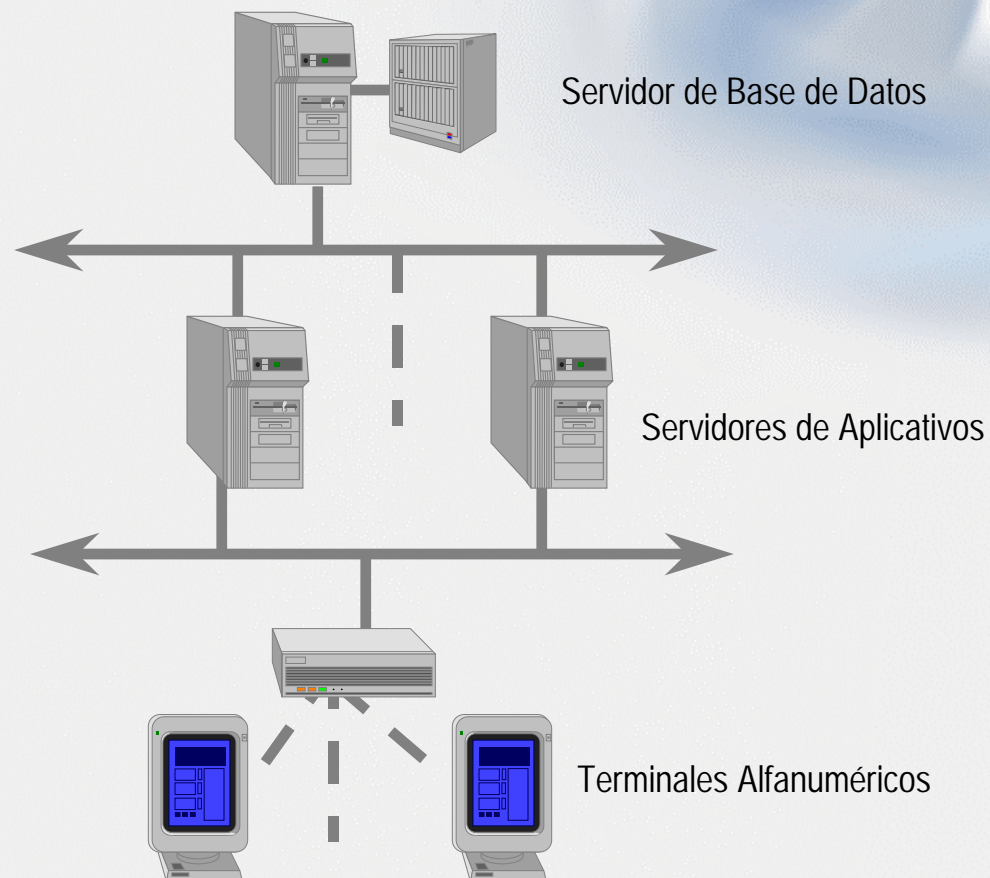 Servidor de Base de Datos
Servidores de Aplicativos
Terminales Alfanuméricos